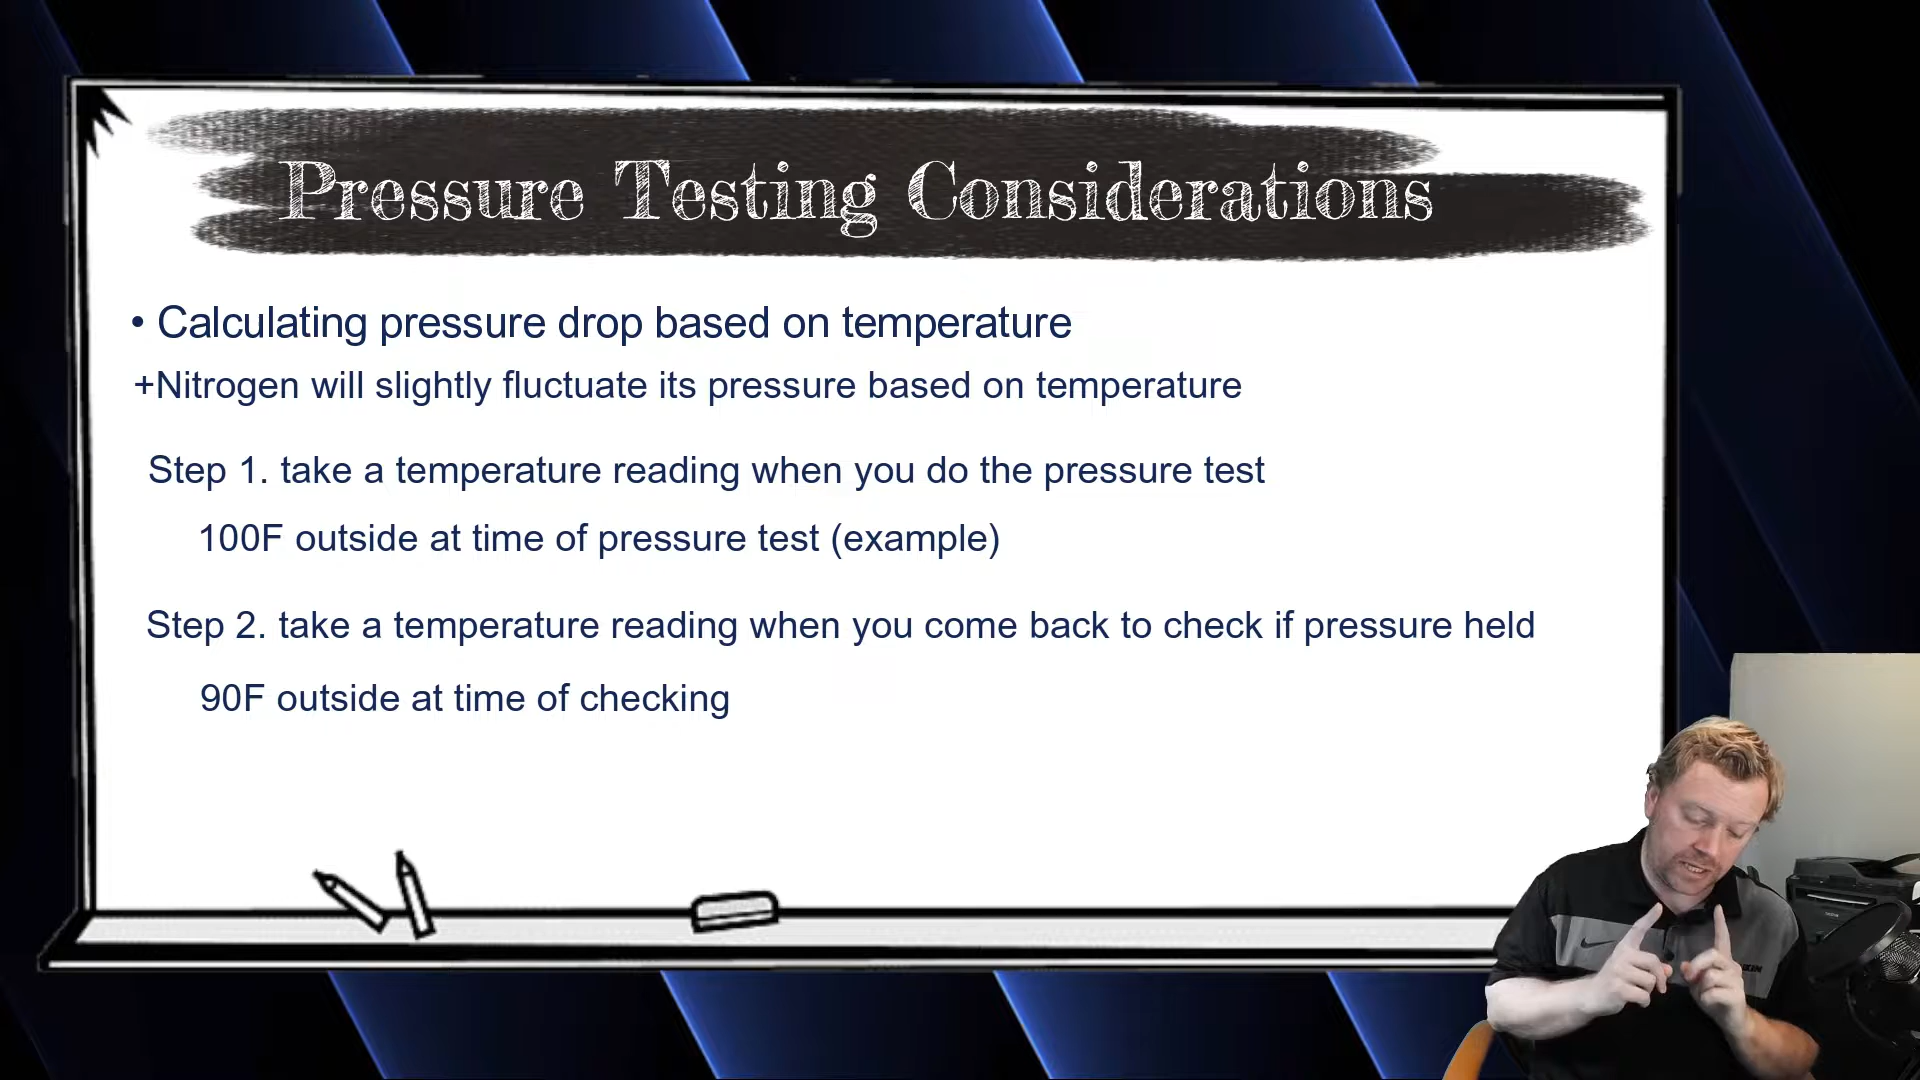 Pressure Testing Considerations
• Calculating pressure drop based on temperature
+Nitrogen will slightly fluctuate its pressure based on temperature
Step 1. take a temperature reading when you do the pressure test
100F outside at time of pressure test (example)
Step 2. take a temperature reading when you come back to check if pressure held
90F outside at time of checking